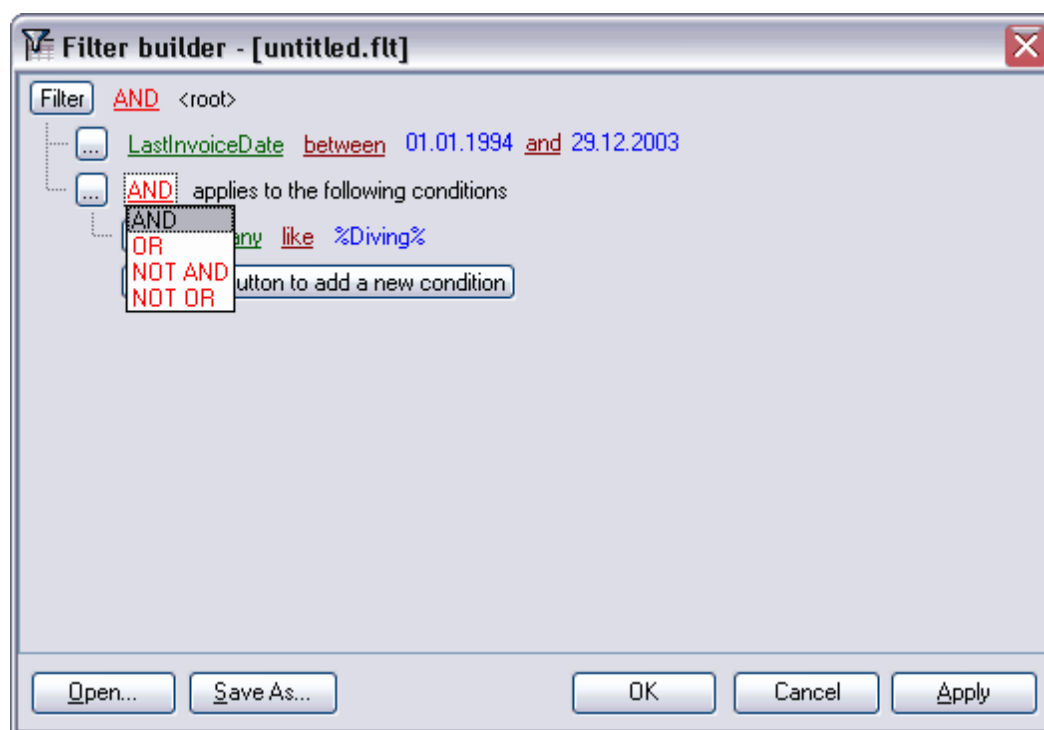 Filter builder - [untitled.flt]
Filter AND <root>
... LastInvoiceDate between 01.01.1994 and 29.12.2003
... AND applies to the following conditions
AND
OR
NOT AND
NOT OR
any like %Diving%
utton to add a new condition
Open... Save As... OK Cancel Apply